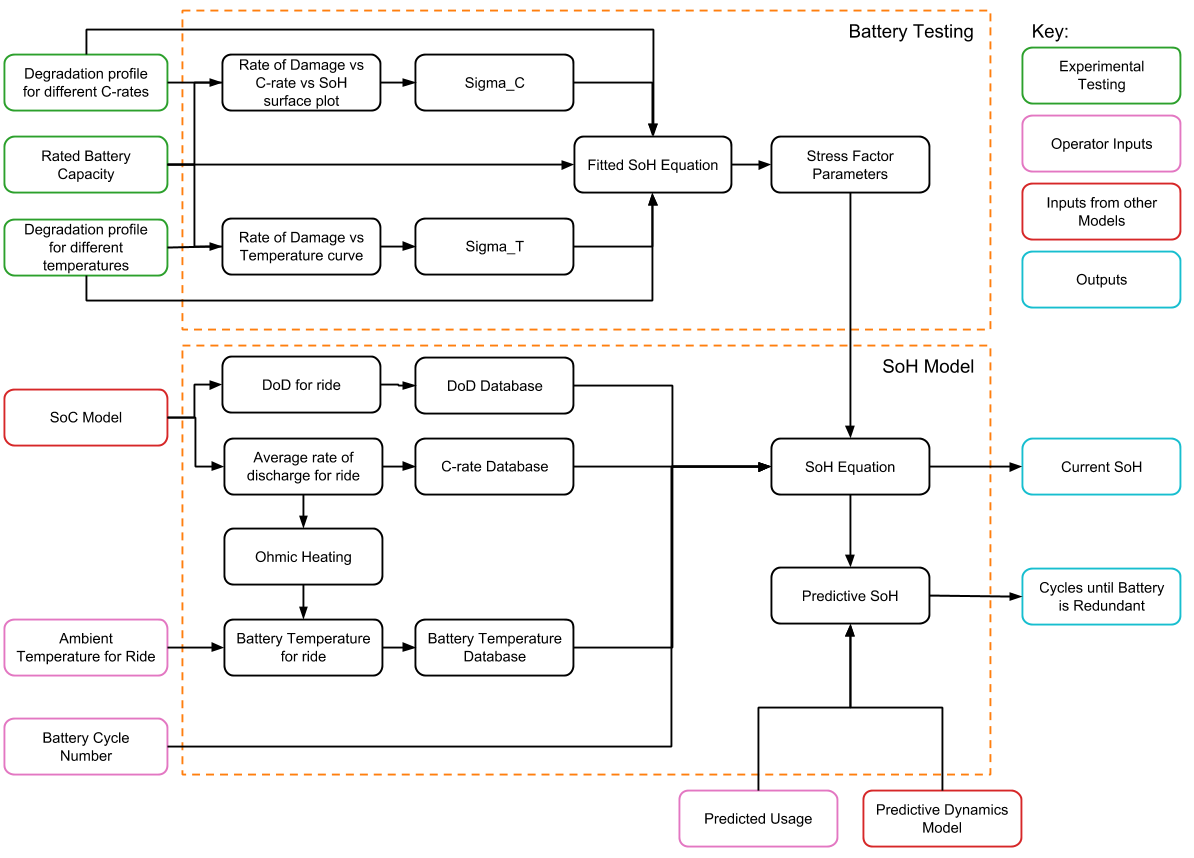 Battery Testing
Key:
Degradation profile
for different C-rates
Rate of Damage vs
C-rate vs SoH
surface plot
Sigma_C
Experimental
Testing
Rated Battery
Capacity
Fitted SoH Equation
Stress Factor
Parameters
Operator Inputs
Degradation profile
for different
temperatures
Rate of Damage vs
Temperature curve
Sigma_T
Inputs from other
Models
Outputs
SoH Model
SoC Model
DoD for ride
DoD Database
Average rate of
discharge for ride
C-rate Database
SoH Equation
Current SoH
Ohmic Heating
Predictive SoH
Cycles until Battery
is Redundant
Ambient
Temperature for Ride
Battery Temperature
for ride
Battery Temperature
Database
Battery Cycle
Number
Predicted Usage
Predictive Dynamics
Model